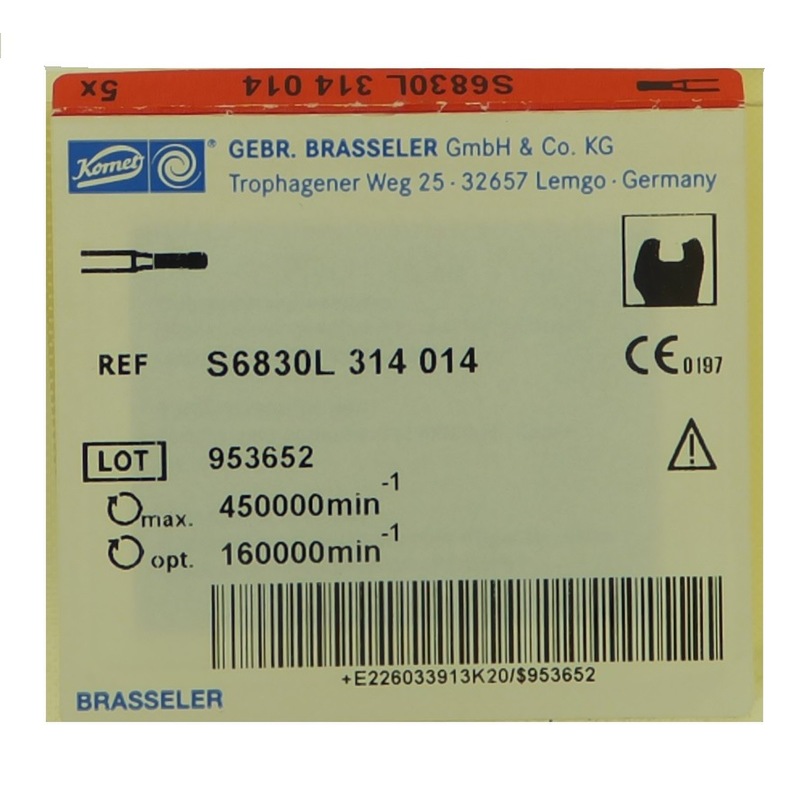 5x S6830L 314 014
Komet ® GEBR. BRASSELER GmbH & Co. KG
Trophagener Weg 25 · 32657 Lemgo · Germany
REF S6830L 314 014
CE 0197
LOT 953652
max. 450000min-1
opt. 160000min-1
+E226033913K20/$953652
BRASSELER